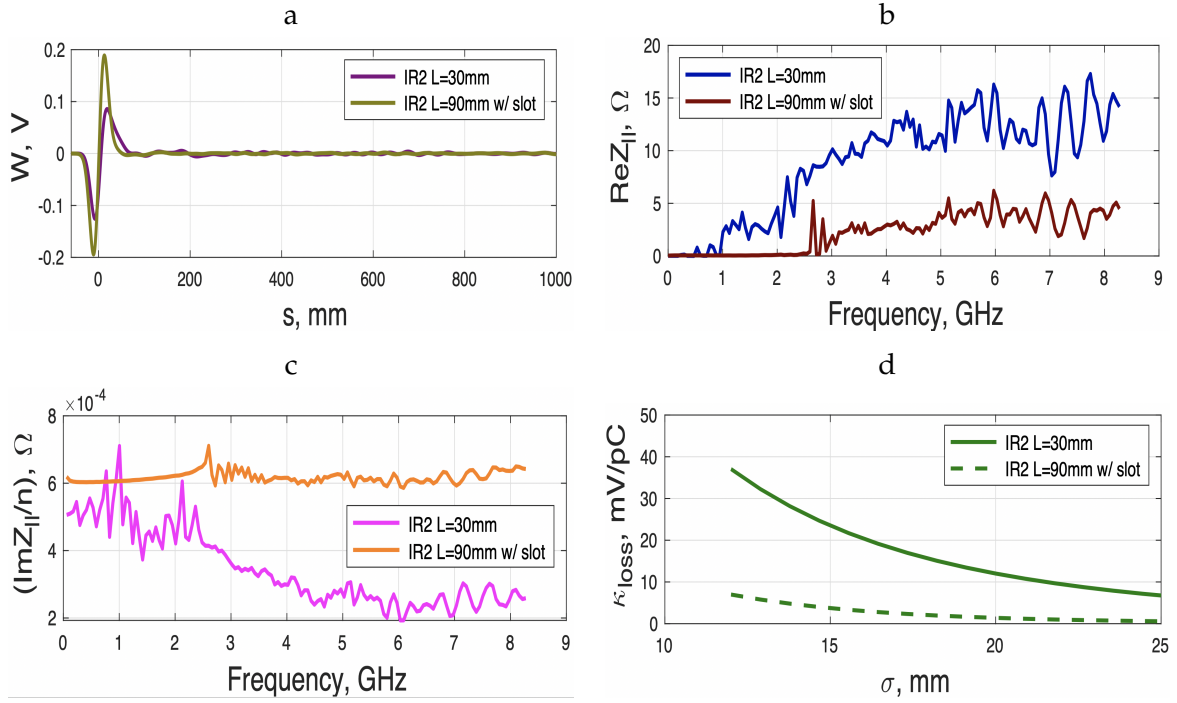 a
0.2
0.1
0
-0.1
-0.2
W, V
IR2 L=30mm
IR2 L=90mm w/ slot
0 200 400 600 800 1000
s, mm
b
20
15
10
5
0
ReZ||, Ω
IR2 L=30mm
IR2 L=90mm w/ slot
0 1 2 3 4 5 6 7 8 9
Frequency, GHz
c
×10⁻⁴
8
6
4
2
(ImZ||/n), Ω
IR2 L=30mm
IR2 L=90mm w/ slot
0 1 2 3 4 5 6 7 8 9
Frequency, GHz
d
50
40
30
20
10
0
κloss, mV/pC
IR2 L=30mm
IR2 L=90mm w/ slot
10 15 20 25
σ, mm